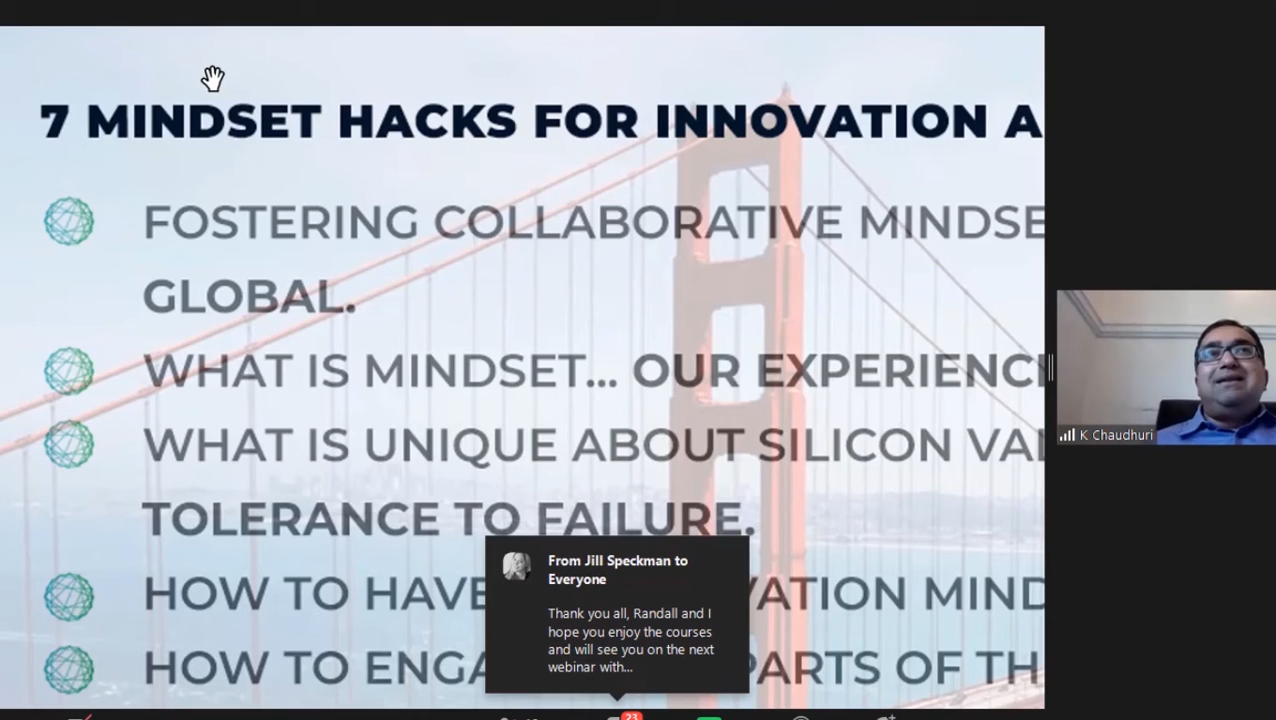 7 MINDSET HACKS FOR INNOVATION A
FOSTERING COLLABORATIVE MINDSE
GLOBAL.
WHAT IS MINDSET... OUR EXPERIENCI
WHAT IS UNIQUE ABOUT SILICON VAL
TOLERANCE TO FAILURE.
HOW TO HAVE VATION MIND
HOW TO ENGA PARTS OF TH
From Jill Speckman to
Everyone
Thank you all, Randall and I
hope you enjoy the courses
and will see you on the next
webinar with...
K Chaudhuri
23